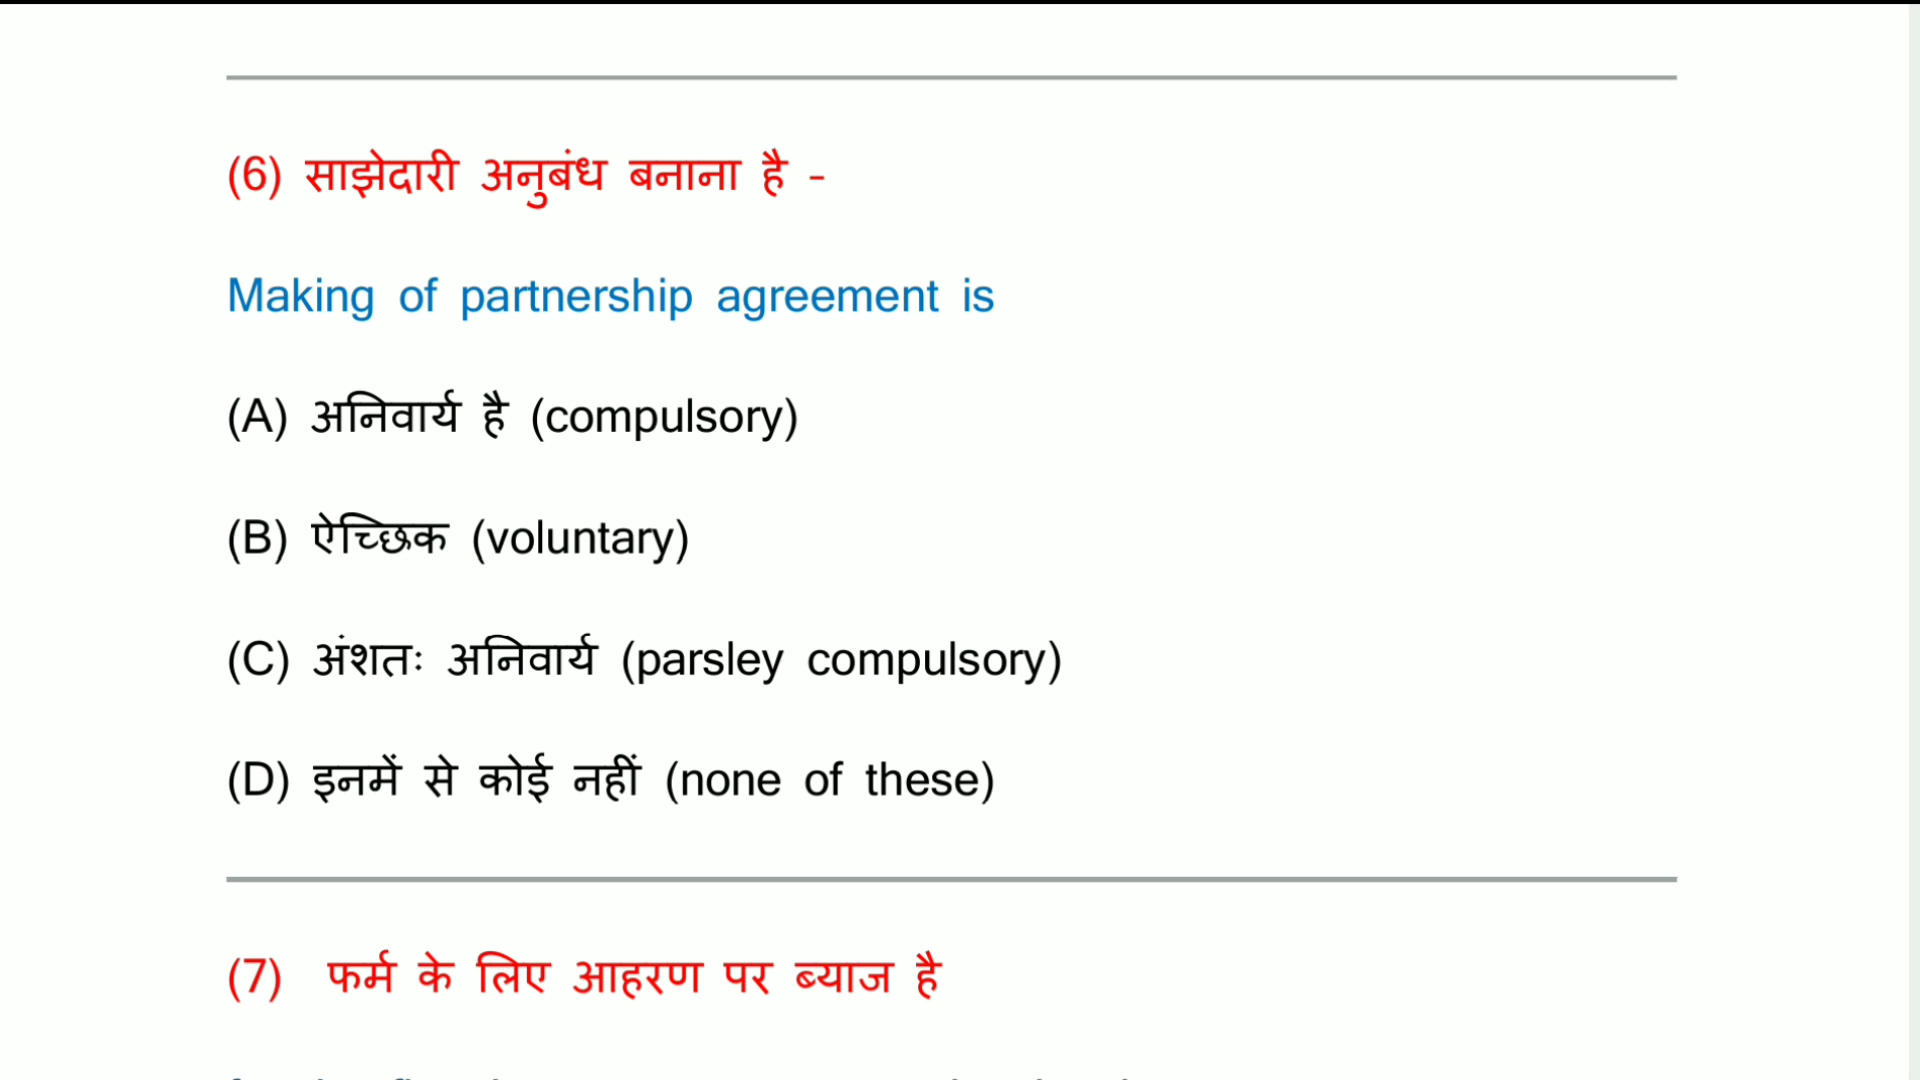 (6) साझेदारी अनुबंध बनाना है -
Making of partnership agreement is
(A) अनिवार्य है (compulsory)
(B) ऐच्छिक (voluntary)
(C) अंशतः अनिवार्य (parsley compulsory)
(D) इनमें से कोई नहीं (none of these)
(7) फर्म के लिए आहरण पर ब्याज है